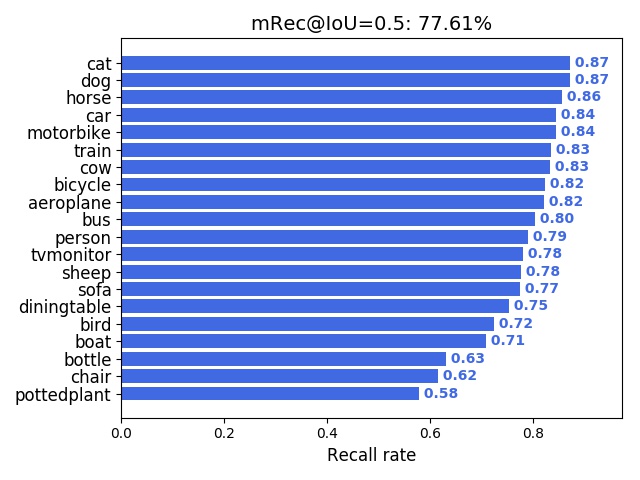 mRec@IoU=0.5: 77.61%
cat 0.87
dog 0.87
horse 0.86
car 0.84
motorbike 0.84
train 0.83
cow 0.83
bicycle 0.82
aeroplane 0.82
bus 0.80
person 0.79
tvmonitor 0.78
sheep 0.78
sofa 0.77
diningtable 0.75
bird 0.72
boat 0.71
bottle 0.63
chair 0.62
pottedplant 0.58
0.0 0.2 0.4 0.6 0.8
Recall rate